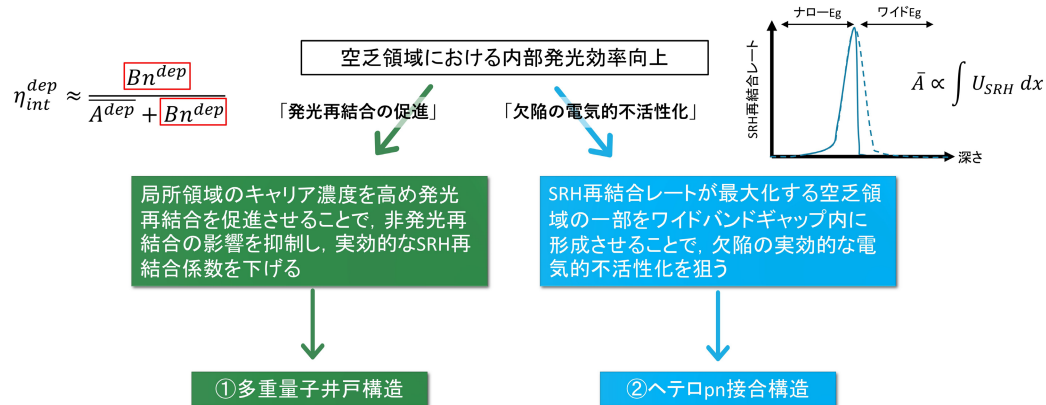 空乏領域における内部発光効率向上
η_int^dep ≈ Bn^dep / (A^dep + Bn^dep)
「発光再結合の促進」
「欠陥の電気的不活性化」
ナローEg
ワイドEg
SRH再結合レート
深さ
Ā ∝ ∫ U_SRH dx
局所領域のキャリア濃度を高め発光
再結合を促進させることで，非発光再
結合の影響を抑制し，実効的なSRH再
結合係数を下げる
SRH再結合レートが最大化する空乏領
域の一部をワイドバンドギャップ内に
形成させることで，欠陥の実効的な電
気的不活性化を狙う
①多重量子井戸構造
②ヘテロpn接合構造